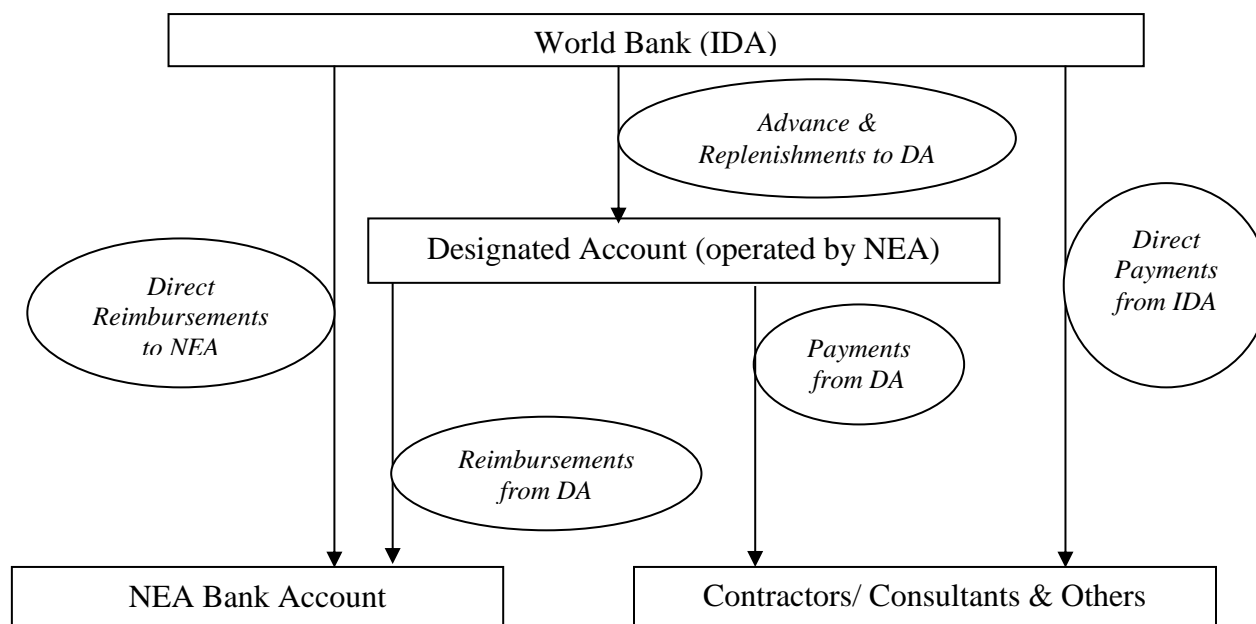 World Bank (IDA)
Advance &
Replenishments to DA
Designated Account (operated by NEA)
Direct
Reimbursements
to NEA
Direct
Payments
from IDA
Payments
from DA
Reimbursements
from DA
NEA Bank Account
Contractors/ Consultants & Others